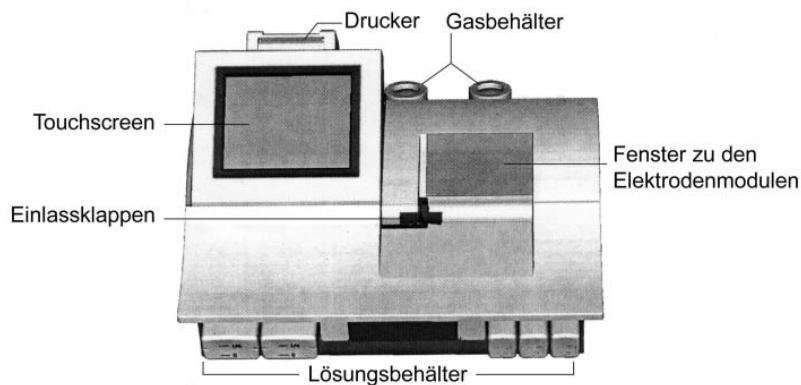 Drucker
Gasbehälter
Touchscreen
Fenster zu den
Elektrodenmodulen
Einlassklappen
Lösungsbehälter